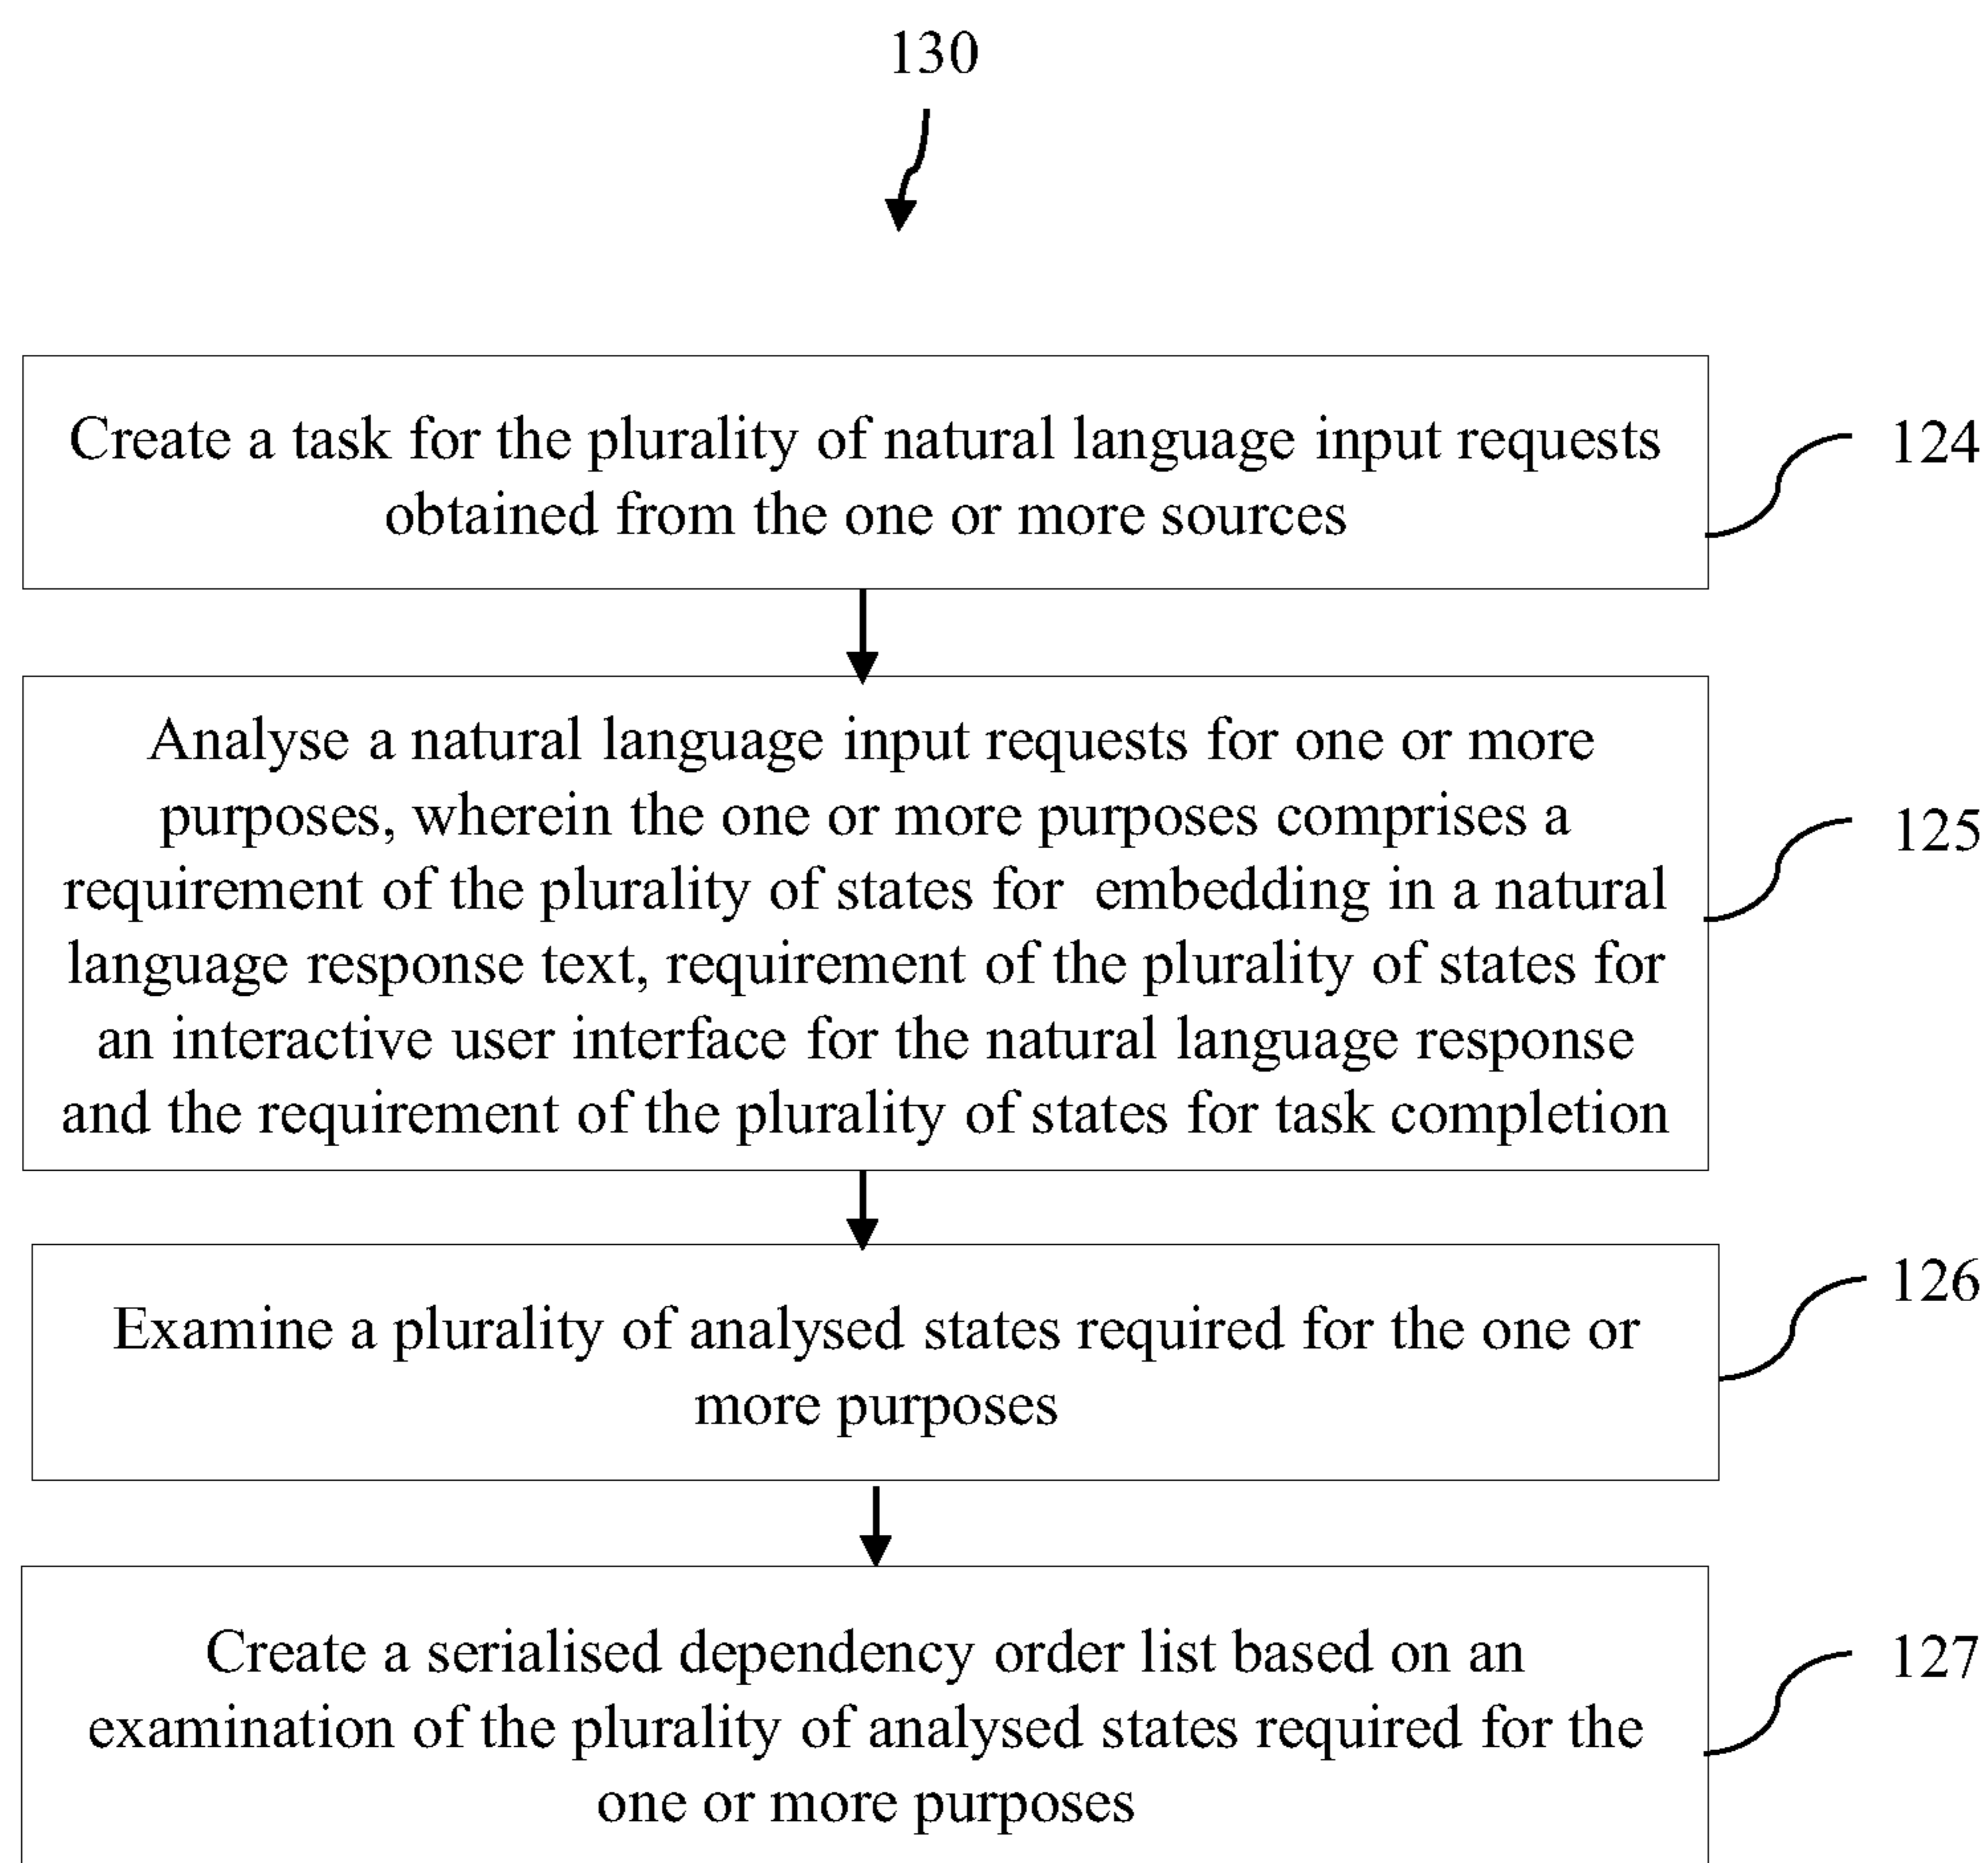 130
Create a task for the plurality of natural language input requests
obtained from the one or more sources
124
Analyse a natural language input requests for one or more
purposes, wherein the one or more purposes comprises a
requirement of the plurality of states for embedding in a natural
language response text, requirement of the plurality of states for
an interactive user interface for the natural language response
and the requirement of the plurality of states for task completion
125
Examine a plurality of analysed states required for the one or
more purposes
126
Create a serialised dependency order list based on an
examination of the plurality of analysed states required for the
one or more purposes
127